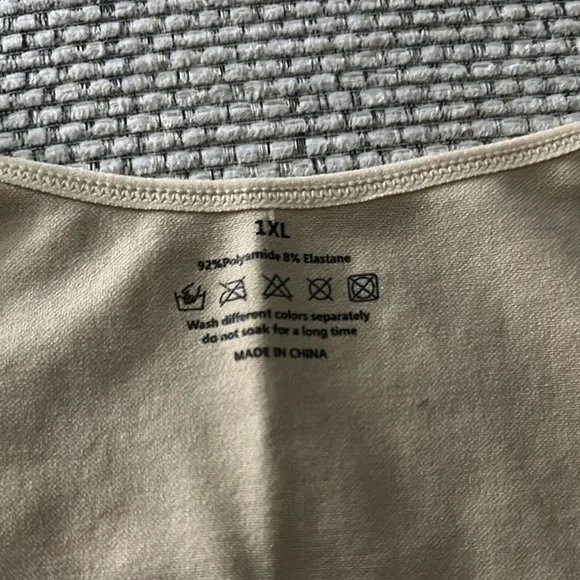 1XL
92%Polyamide 8% Elastane
Wash different colors separately
do not soak for a long time
MADE IN CHINA